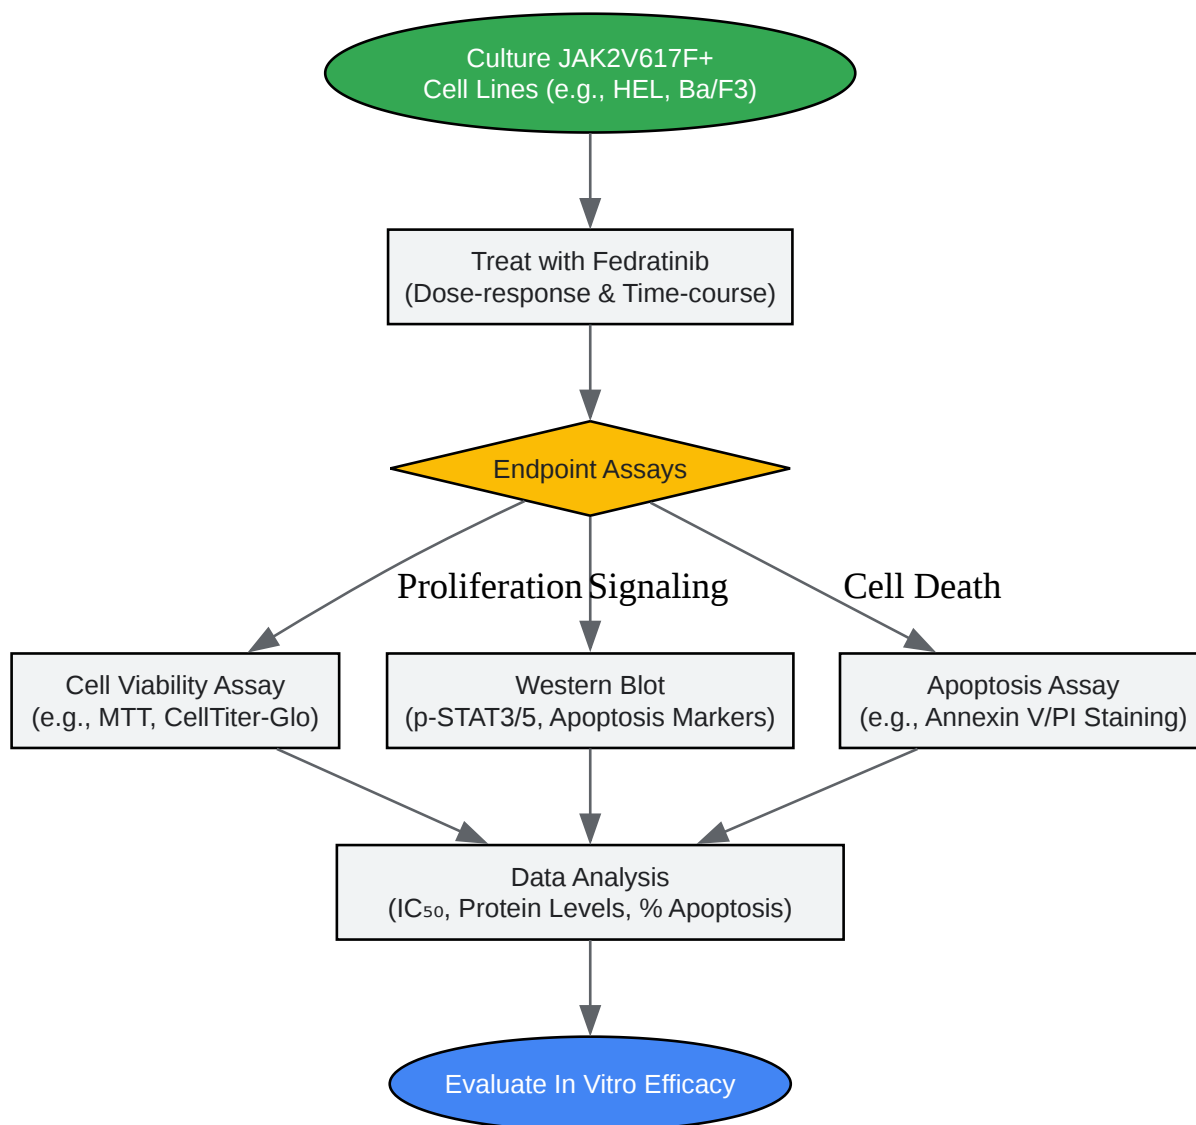 Culture JAK2V617F+
Cell Lines (e.g., HEL, Ba/F3)
Treat with Fedratinib
(Dose-response & Time-course)
Endpoint Assays
Proliferation
Signaling
Cell Death
Cell Viability Assay
(e.g., MTT, CellTiter-Glo)
Western Blot
(p-STAT3/5, Apoptosis Markers)
Apoptosis Assay
(e.g., Annexin V/PI Staining)
Data Analysis
(IC₅₀, Protein Levels, % Apoptosis)
Evaluate In Vitro Efficacy